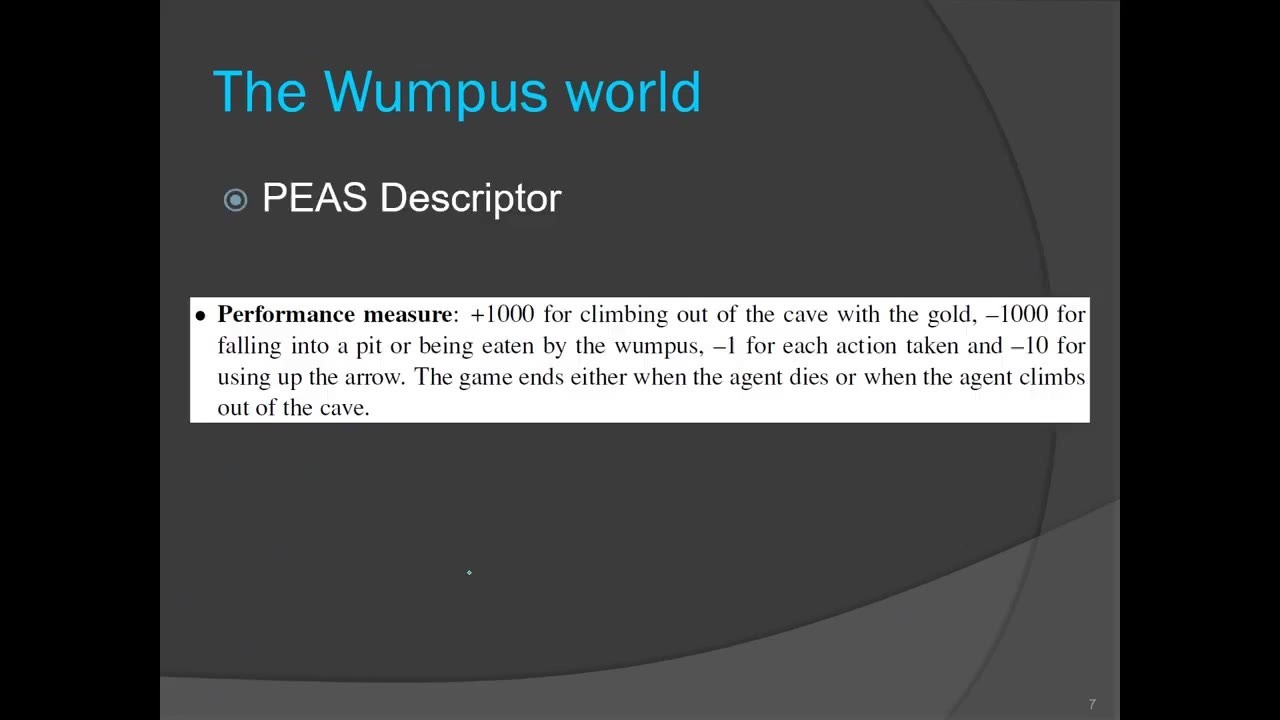 The Wumpus world
PEAS Descriptor
• Performance measure: +1000 for climbing out of the cave with the gold, –1000 for
falling into a pit or being eaten by the wumpus, –1 for each action taken and –10 for
using up the arrow. The game ends either when the agent dies or when the agent climbs
out of the cave.
7